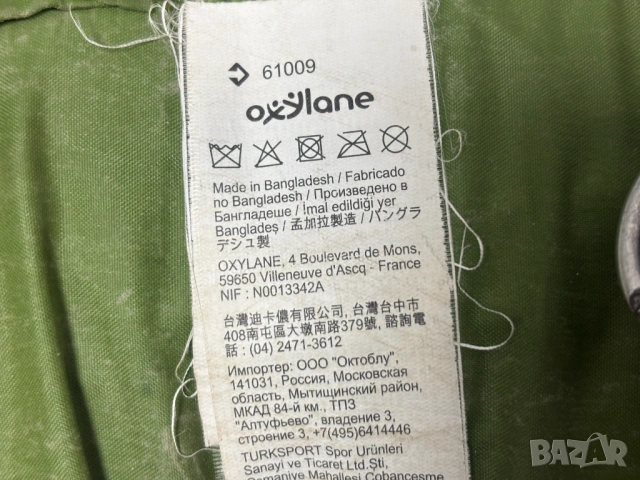 61009
oxylane
Made in Bangladesh / Fabricado
no Bangladesh / Произведено в
Бангладеше / İmal edildiği yer
Bangladeş / 孟加拉製造 / バングラ
デシュ製
OXYLANE, 4 Boulevard de Mons,
59650 Villeneuve d'Ascq - France
NIF : N0013342A
台灣迪卡儂有限公司, 台灣台中市
408南屯區大墩南路379號, 諮詢電
話 : (04) 2471-3612
Импортер: ООО "Октоблу",
141031, Россия, Московская
область, Мытищинский район,
МКАД 84-й км., ТПЗ
"Алтуфьево", владение 3,
строение 3, +7(495)6414446
TURKSPORT Spor Ürünleri
Sanayi ve Ticaret Ltd.Şti,
Osmaniye Mahallesi Çobançeşme
bazar